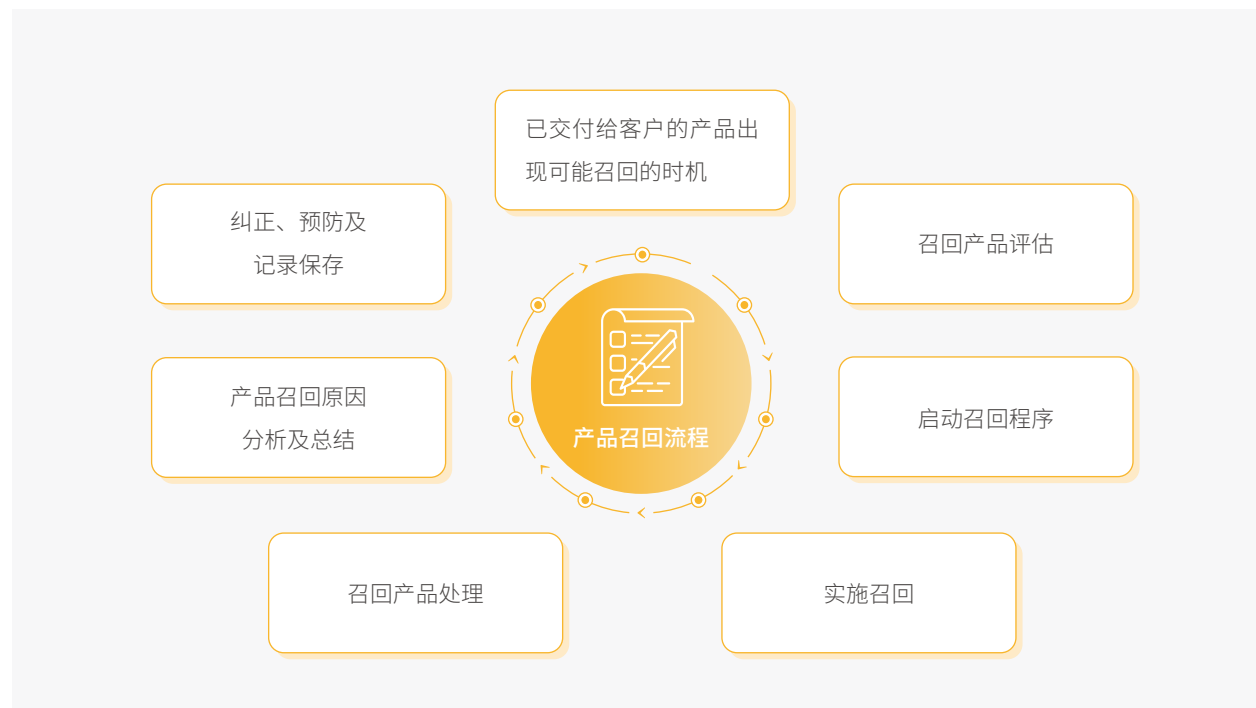 已交付给客户的产品出
现可能召回的时机
召回产品评估
启动召回程序
实施召回
召回产品处理
产品召回原因
分析及总结
纠正、预防及
记录保存
产品召回流程